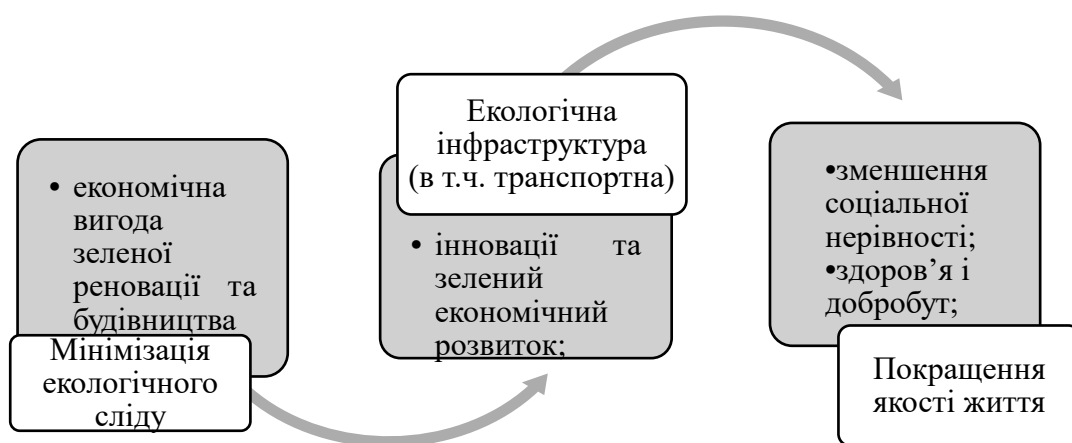 • економічна
вигода
зеленої
реновації та
будівництва
Мінімізація
екологічного
сліду
Екологічна
інфраструктура
(в т.ч. транспортна)
• інновації та
зелений
економічний
розвиток;
•зменшення
соціальної
нерівності;
•здоров’я і
добробут;
Покращення
якості життя